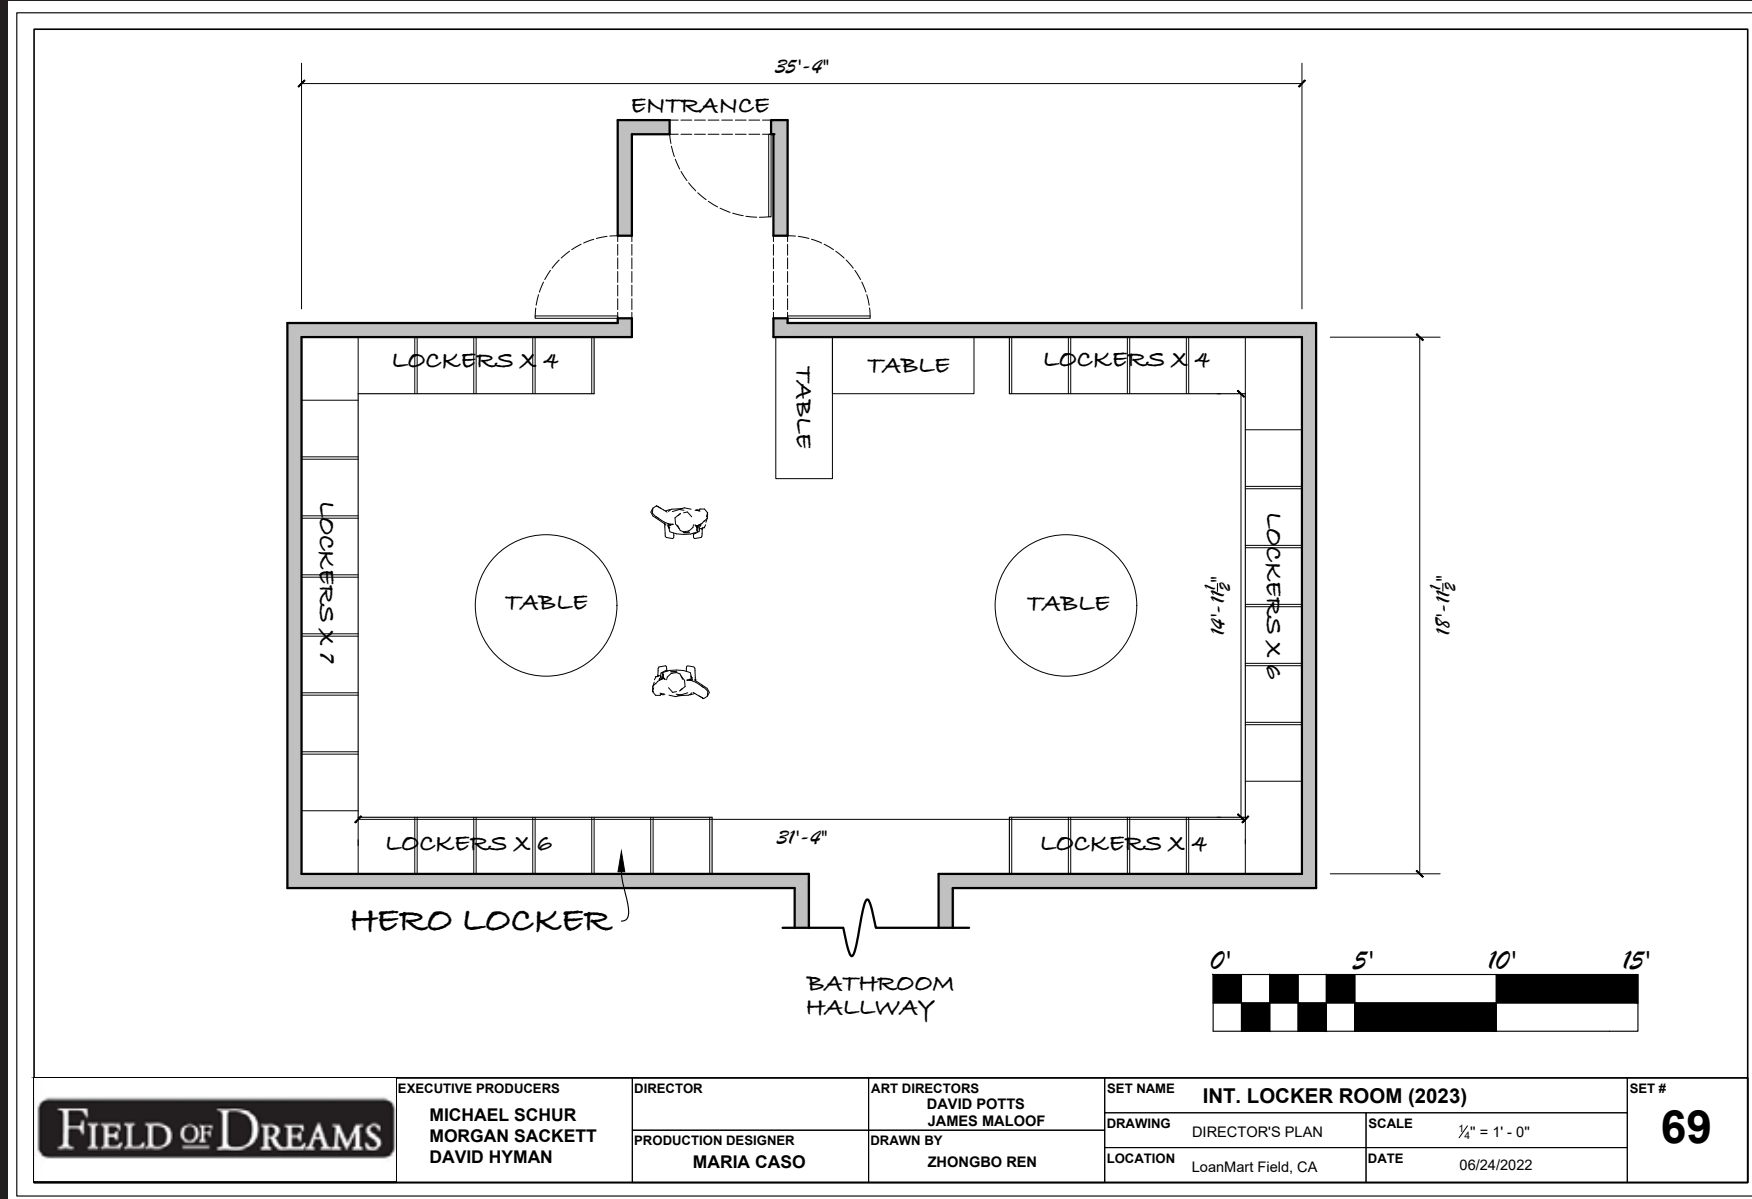 35'-4"
ENTRANCE
LOCKERS X 4
TABLE
TABLE
LOCKERS X 4
LOCKERS X 7
TABLE
TABLE
14'-11½"
LOCKERS X 6
18'-11½"
TABLE
LOCKERS X 6
31'-4"
LOCKERS X 4
HERO LOCKER
BATHROOM
HALLWAY
0' 5' 10' 15'
FIELD OF DREAMS
EXECUTIVE PRODUCERS
MICHAEL SCHUR
MORGAN SACKETT
DAVID HYMAN
DIRECTOR
PRODUCTION DESIGNER
MARIA CASO
ART DIRECTORS
DAVID POTTS
JAMES MALOOF
DRAWN BY
ZHONGBO REN
SET NAME INT. LOCKER ROOM (2023)
DRAWING DIRECTOR'S PLAN
SCALE ¼" = 1' - 0"
LOCATION LoanMart Field, CA
DATE 06/24/2022
SET #
69